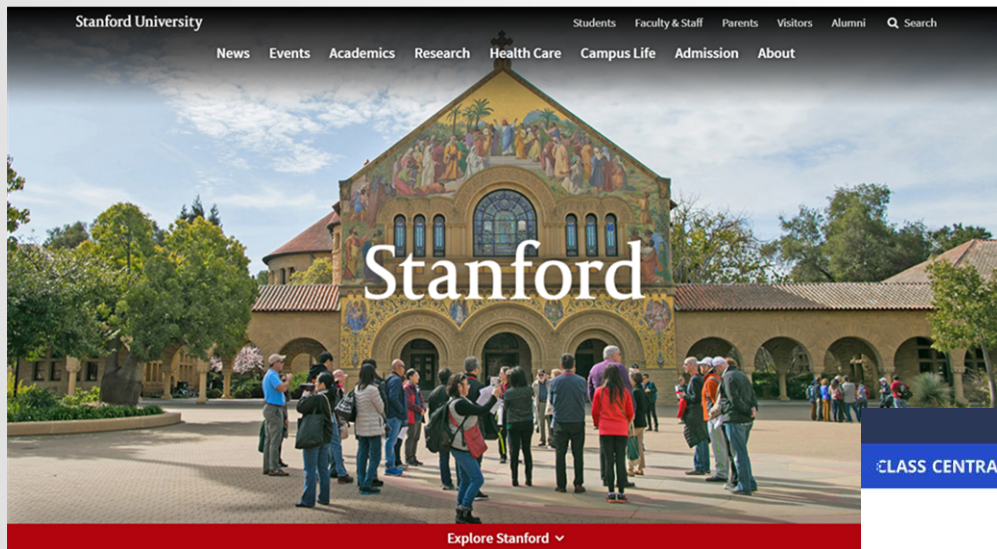 Stanford University
Students Faculty & Staff Parents Visitors Alumni Search
News Events Academics Research Health Care Campus Life Admission About
Stanford
CLASS CENTRA
Explore Stanford